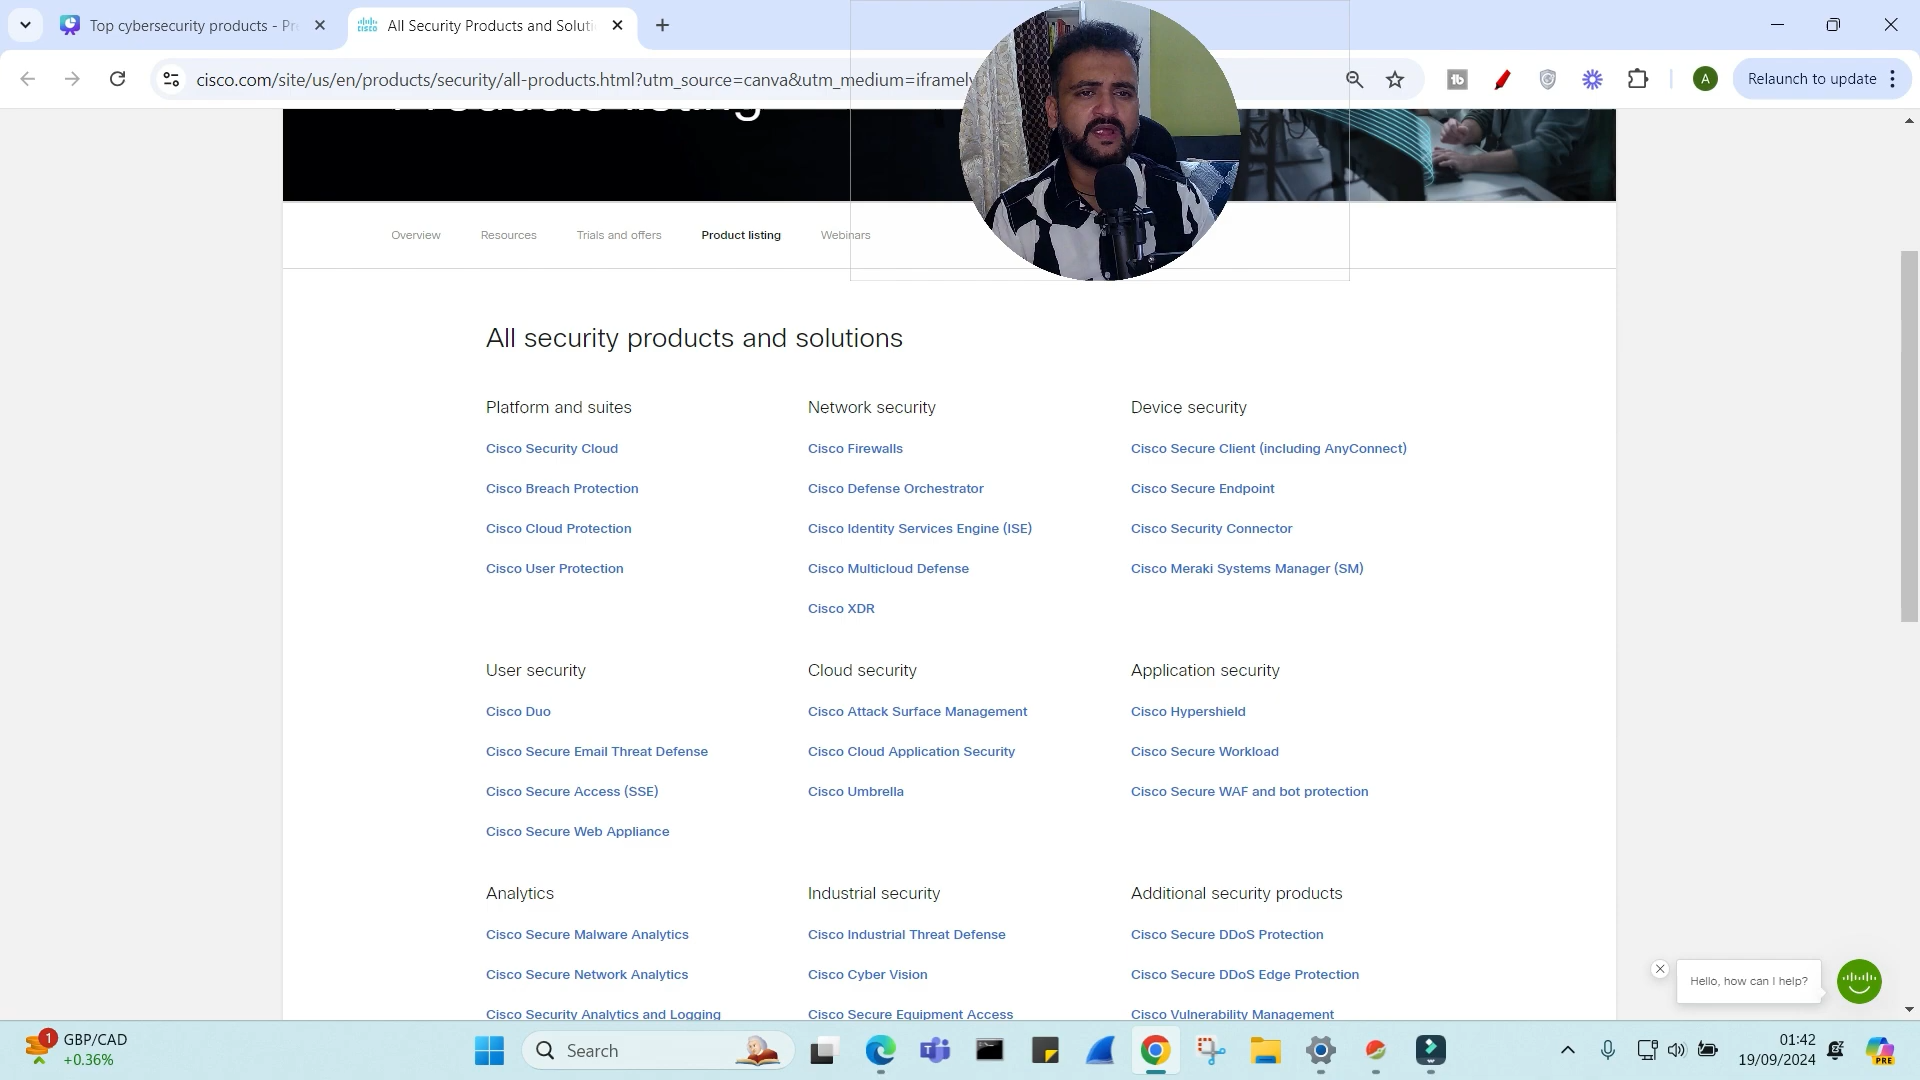 Top cybersecurity products - Pr
All Security Products and Soluti
cisco.com/site/us/en/products/security/all-products.html?utm_source=canva&utm_medium=iframely
A
Relaunch to update
Products listing
Overview
Resources
Trials and offers
Product listing
Webinars
All security products and solutions
Platform and suites
Cisco Security Cloud
Cisco Breach Protection
Cisco Cloud Protection
Cisco User Protection
Network security
Cisco Firewalls
Cisco Defense Orchestrator
Cisco Identity Services Engine (ISE)
Cisco Multicloud Defense
Cisco XDR
Device security
Cisco Secure Client (including AnyConnect)
Cisco Secure Endpoint
Cisco Security Connector
Cisco Meraki Systems Manager (SM)
User security
Cisco Duo
Cisco Secure Email Threat Defense
Cisco Secure Access (SSE)
Cisco Secure Web Appliance
Cloud security
Cisco Attack Surface Management
Cisco Cloud Application Security
Cisco Umbrella
Application security
Cisco Hypershield
Cisco Secure Workload
Cisco Secure WAF and bot protection
Analytics
Cisco Secure Malware Analytics
Cisco Secure Network Analytics
Cisco Security Analytics and Logging
Industrial security
Cisco Industrial Threat Defense
Cisco Cyber Vision
Cisco Secure Equipment Access
Additional security products
Cisco Secure DDoS Protection
Cisco Secure DDoS Edge Protection
Cisco Vulnerability Management
Hello, how can I help?
1
GBP/CAD
+0.36%
Search
01:42
19/09/2024
PRE